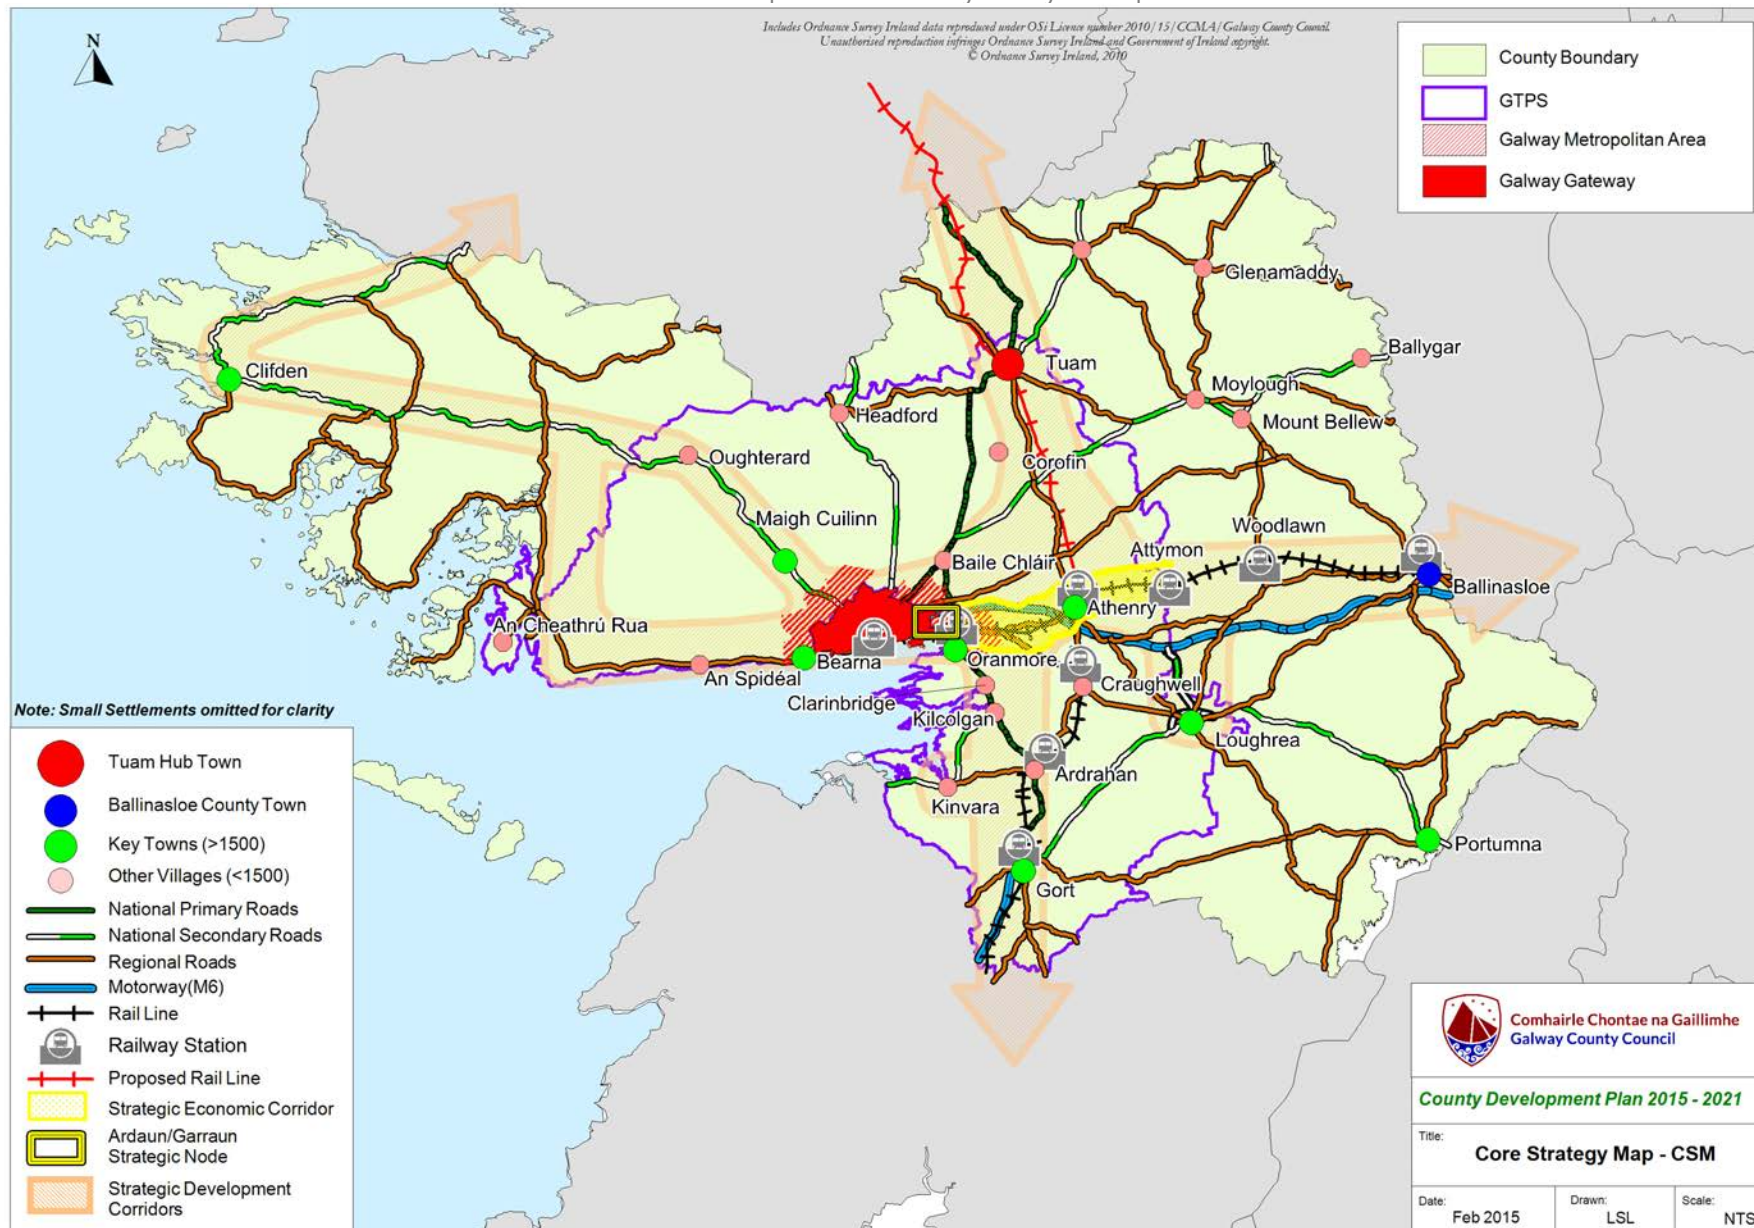 Includes Ordnance Survey Ireland data reproduced under OSi Licence number 2010/15/CCMA/Galway County Council.
Unauthorised reproduction infringes Ordnance Survey Ireland and Government of Ireland copyright.
© Ordnance Survey Ireland, 2010
N
County Boundary
GTPS
Galway Metropolitan Area
Galway Gateway
Glenamaddy
Ballygar
Clifden
Tuam
Moylough
Headford
Mount Bellew
Oughterard
Corofin
Maigh Cuilinn
Woodlawn
Attymon
Baile Chláir
Ballinasloe
Athenry
An Cheathrú Rua
Bearna
Oranmore
An Spidéal
Craughwell
Clarinbridge
Kilcolgan
Loughrea
Ardrahan
Kinvara
Portumna
Gort
Note: Small Settlements omitted for clarity
Tuam Hub Town
Ballinasloe County Town
Key Towns (>1500)
Other Villages (<1500)
National Primary Roads
National Secondary Roads
Regional Roads
Motorway(M6)
Rail Line
Railway Station
Proposed Rail Line
Strategic Economic Corridor
Ardaun/Garraun
Strategic Node
Strategic Development
Corridors
Comhairle Chontae na Gaillimhe
Galway County Council
County Development Plan 2015 - 2021
Title:
Core Strategy Map - CSM
Date:
Feb 2015
Drawn:
LSL
Scale:
NTS